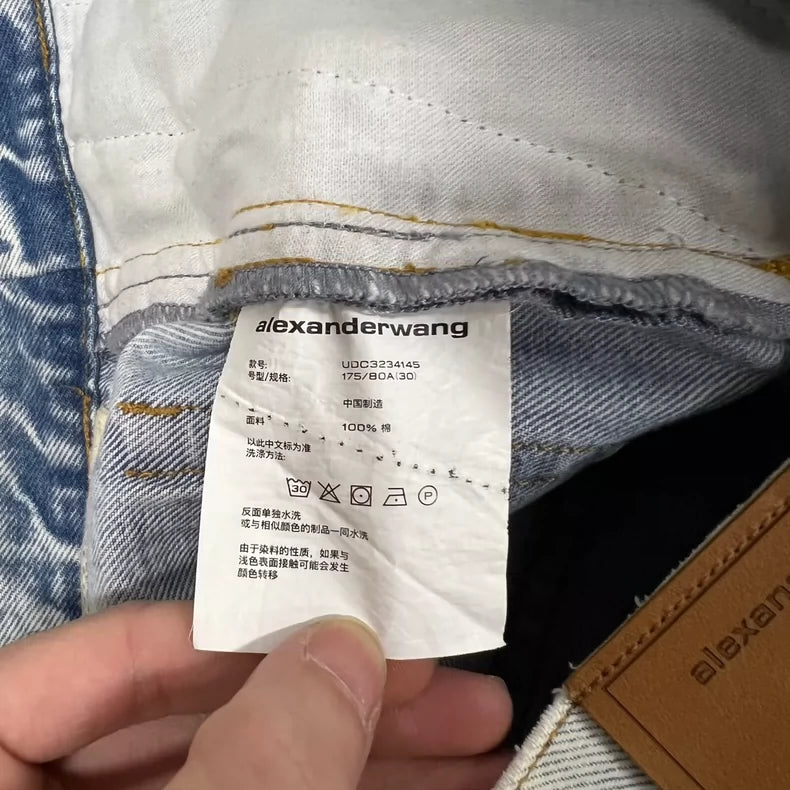 alexanderwang
款号: UDC3234145
号型/规格: 175/80A(30)
中国制造
面料 100% 棉
以此中文标为准
洗涤方法:
30 P
反面单独水洗
或与相似颜色的制品一同水洗
由于染料的性质，如果与
浅色表面接触可能会发生
颜色转移
alexan